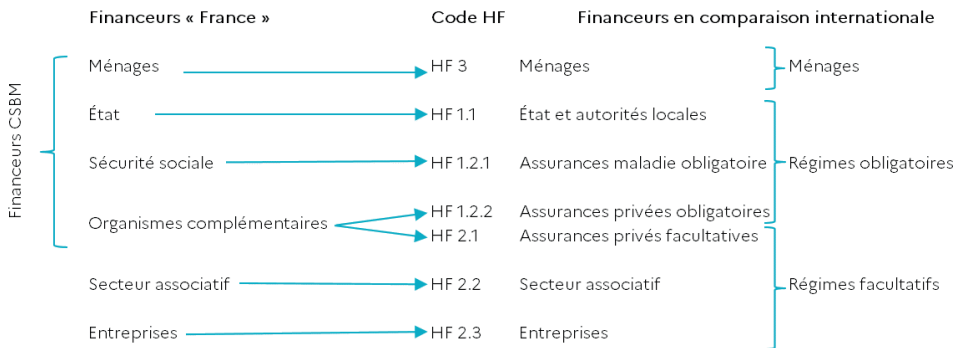 Financeurs « France » Code HF Financeurs en comparaison internationale
Financeurs CSBM
Ménages HF 3 Ménages Ménages
État HF 1.1 État et autorités locales
Sécurité sociale HF 1.2.1 Assurances maladie obligatoire Régimes obligatoires
Organismes complémentaires HF 1.2.2 Assurances privées obligatoires
HF 2.1 Assurances privés facultatives
Secteur associatif HF 2.2 Secteur associatif Régimes facultatifs
Entreprises HF 2.3 Entreprises